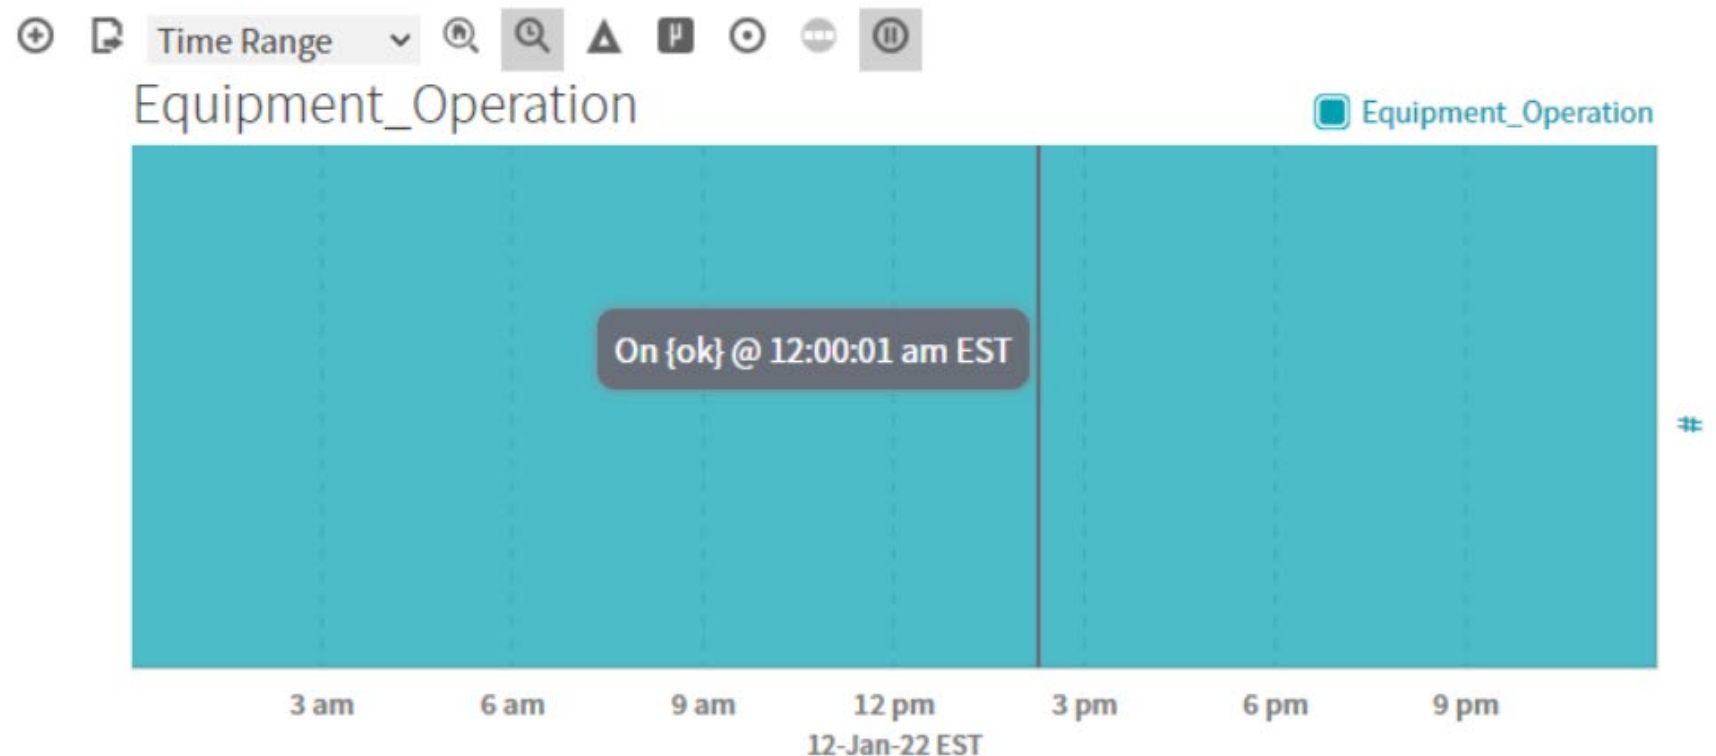 Time Range
Equipment_Operation
Equipment_Operation
On {ok} @ 12:00:01 am EST
#
3 am 6 am 9 am 12 pm 3 pm 6 pm 9 pm
12-Jan-22 EST